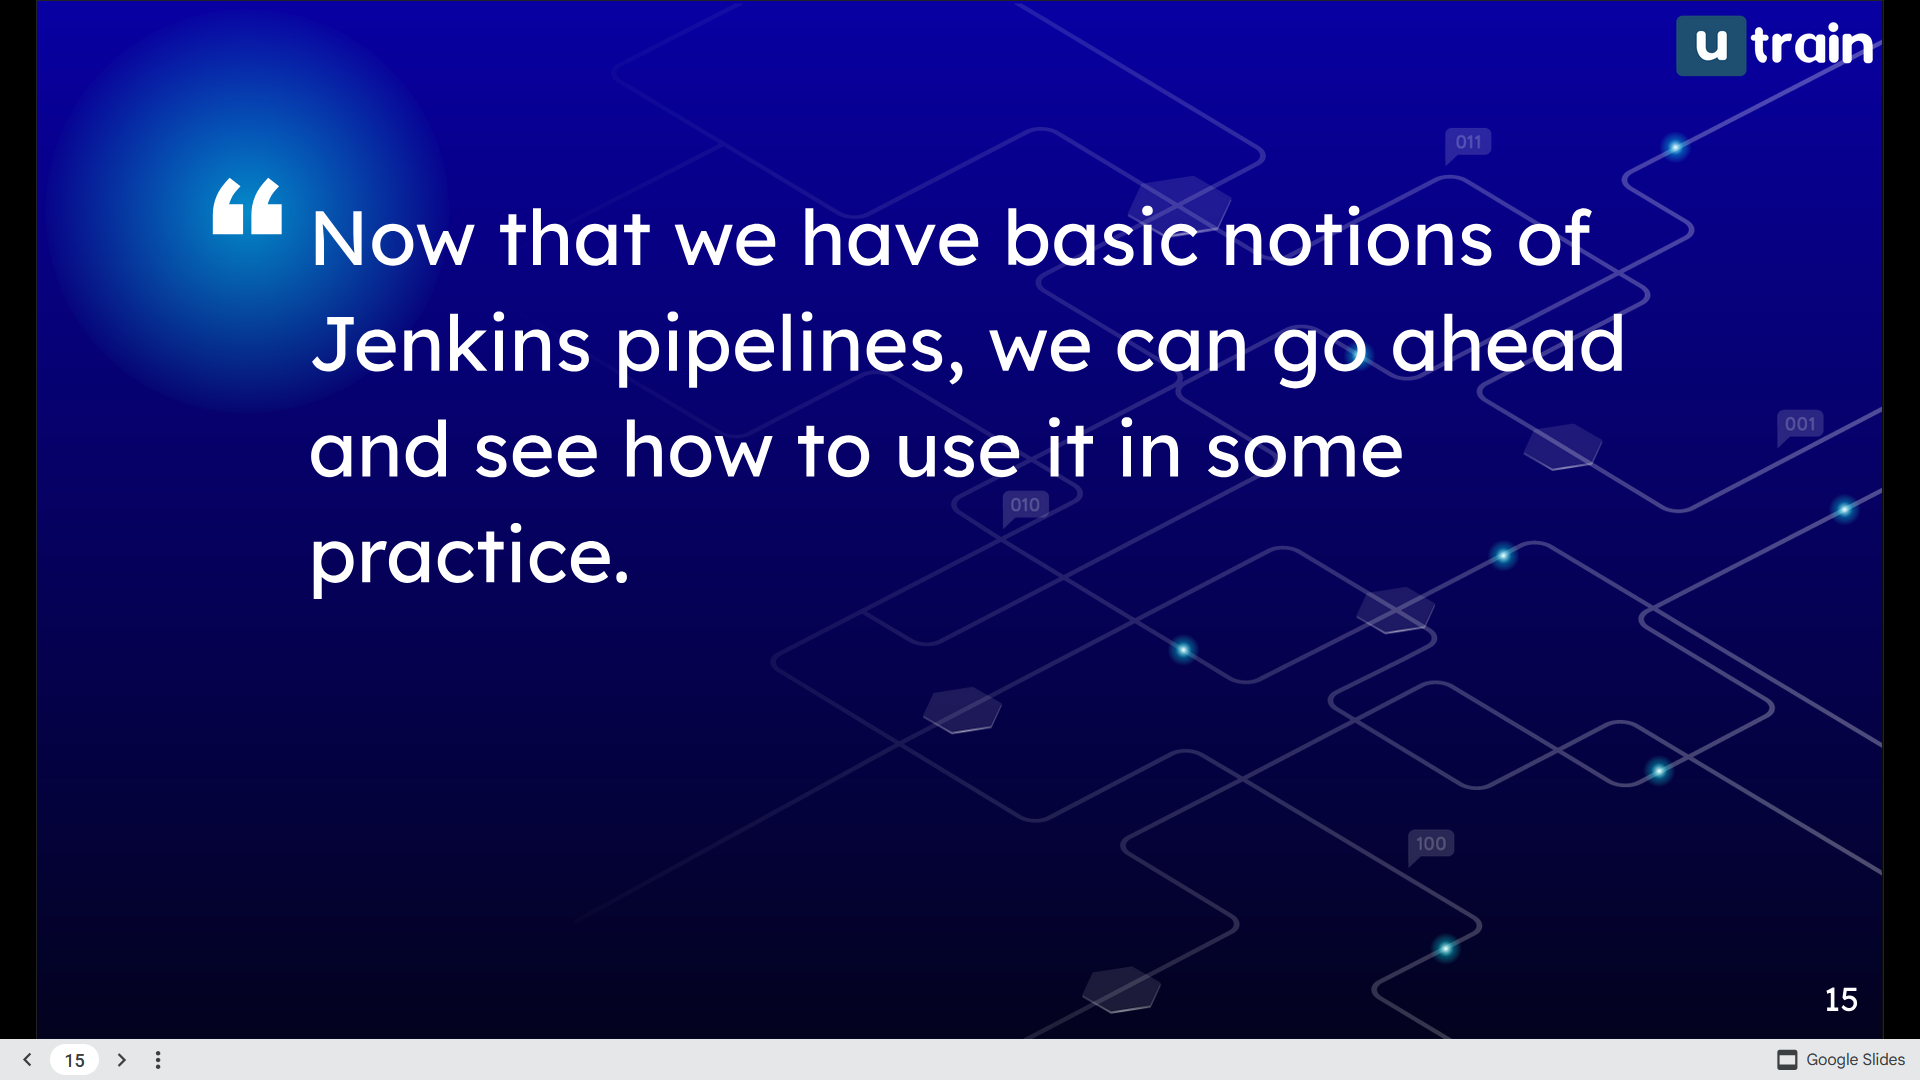 u train
011
“ Now that we have basic notions of
Jenkins pipelines, we can go ahead
001
and see how to use it in some
010
practice.
100
15
15
Google Slides